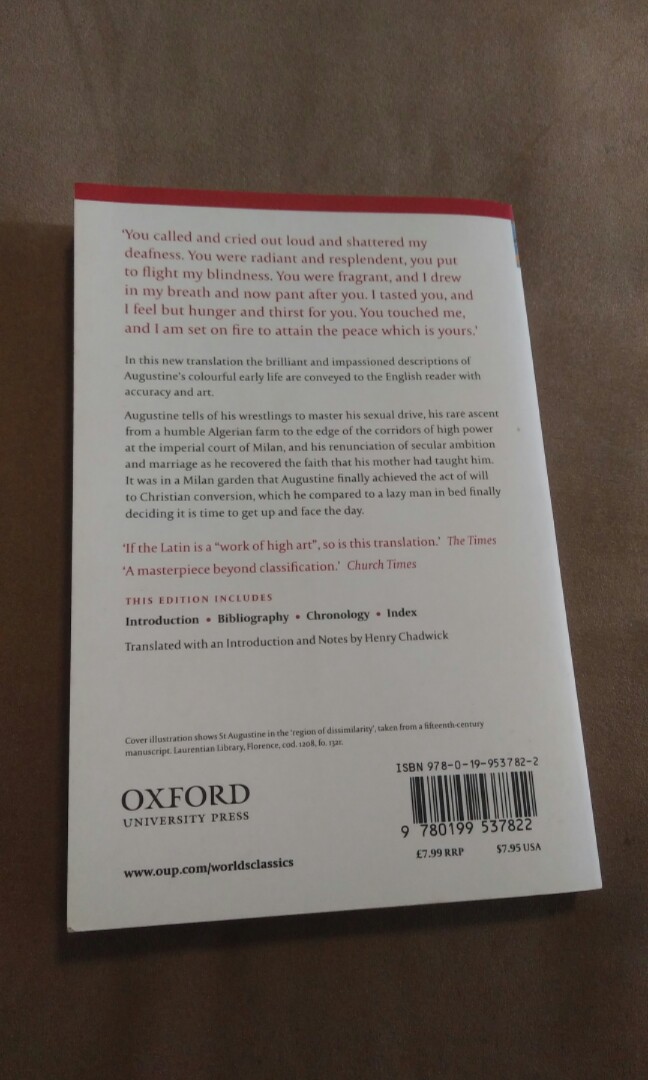 ‘You called and cried out loud and shattered my
deafness. You were radiant and resplendent, you put
to flight my blindness. You were fragrant, and I drew
in my breath and now pant after you. I tasted you, and
I feel but hunger and thirst for you. You touched me,
and I am set on fire to attain the peace which is yours.’
In this new translation the brilliant and impassioned descriptions of
Augustine's colourful early life are conveyed to the English reader with
accuracy and art.
Augustine tells of his wrestlings to master his sexual drive, his rare ascent
from a humble Algerian farm to the edge of the corridors of high power
at the imperial court of Milan, and his renunciation of secular ambition
and marriage as he recovered the faith that his mother had taught him.
It was in a Milan garden that Augustine finally achieved the act of will
to Christian conversion, which he compared to a lazy man in bed finally
deciding it is time to get up and face the day.
‘If the Latin is a “work of high art”, so is this translation.’ The Times
‘A masterpiece beyond classification.’ Church Times
THIS EDITION INCLUDES
Introduction • Bibliography • Chronology • Index
Translated with an Introduction and Notes by Henry Chadwick
Cover illustration shows St Augustine in the ‘region of dissimilarity’, taken from a fifteenth-century
manuscript. Laurentian Library, Florence, cod. 1208, fo.
ISBN 978-0-19-953782-2
OXFORD
UNIVERSITY PRESS
9 780199 537822
£7.99 RRP $7.95 USA
www.oup.com/worldsclassics